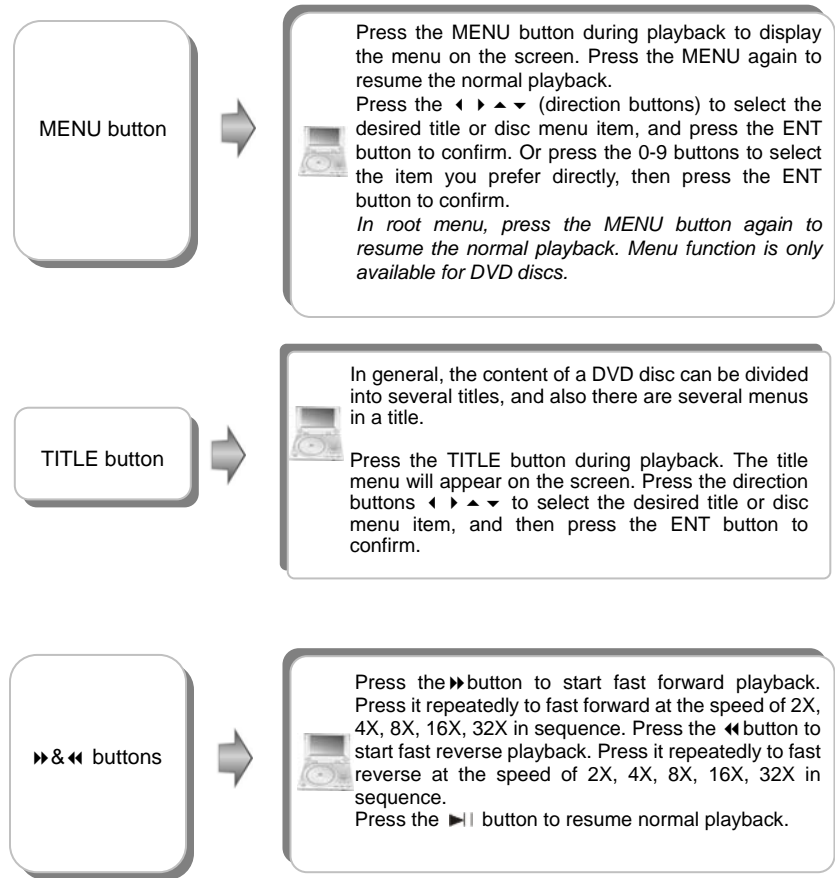 MENU button
Press the MENU button during playback to display
the menu on the screen. Press the MENU again to
resume the normal playback.
Press the ◂ ▸ ▴ ▾ (direction buttons) to select the
desired title or disc menu item, and press the ENT
button to confirm. Or press the 0-9 buttons to select
the item you prefer directly, then press the ENT
button to confirm.
In root menu, press the MENU button again to
resume the normal playback. Menu function is only
available for DVD discs.
TITLE button
In general, the content of a DVD disc can be divided
into several titles, and also there are several menus
in a title.
Press the TITLE button during playback. The title
menu will appear on the screen. Press the direction
buttons ◂ ▸ ▴ ▾ to select the desired title or disc
menu item, and then press the ENT button to
confirm.
▸▸&◂◂ buttons
Press the ▸▸ button to start fast forward playback.
Press it repeatedly to fast forward at the speed of 2X,
4X, 8X, 16X, 32X in sequence. Press the ◂◂ button to
start fast reverse playback. Press it repeatedly to fast
reverse at the speed of 2X, 4X, 8X, 16X, 32X in
sequence.
Press the ►|| button to resume normal playback.